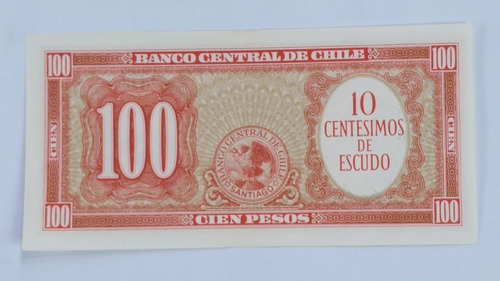 100 BANCO CENTRAL DE CHILE 100
CIEN
100
BANCO CENTRAL DE CHILE
SANTIAGO
10
CENTESIMOS
DE
ESCUDO
CIEN
100 CIEN PESOS 100